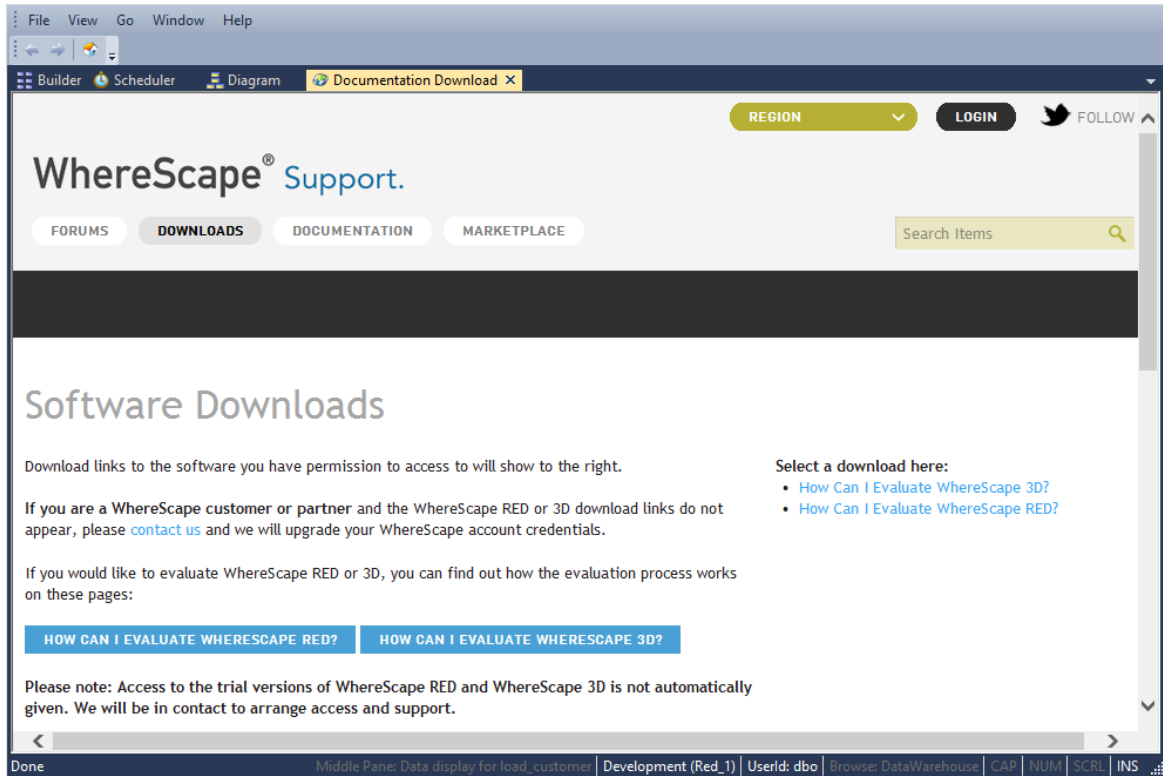 File View Go Window Help
Builder Scheduler Diagram Documentation Download
REGION LOGIN FOLLOW
WhereScape® Support.
FORUMS DOWNLOADS DOCUMENTATION MARKETPLACE Search Items
Software Downloads
Download links to the software you have permission to access to will show to the right.
If you are a WhereScape customer or partner and the WhereScape RED or 3D download links do not
appear, please contact us and we will upgrade your WhereScape account credentials.
If you would like to evaluate WhereScape RED or 3D, you can find out how the evaluation process works
on these pages:
HOW CAN I EVALUATE WHERESCAPE RED? HOW CAN I EVALUATE WHERESCAPE 3D?
Please note: Access to the trial versions of WhereScape RED and WhereScape 3D is not automatically
given. We will be in contact to arrange access and support.
Select a download here:
• How Can I Evaluate WhereScape 3D?
• How Can I Evaluate WhereScape RED?
Done Middle Pane: Data display for load_customer Development (Red_1) UserId: dbo Browse: DataWarehouse CAP NUM SCRL INS